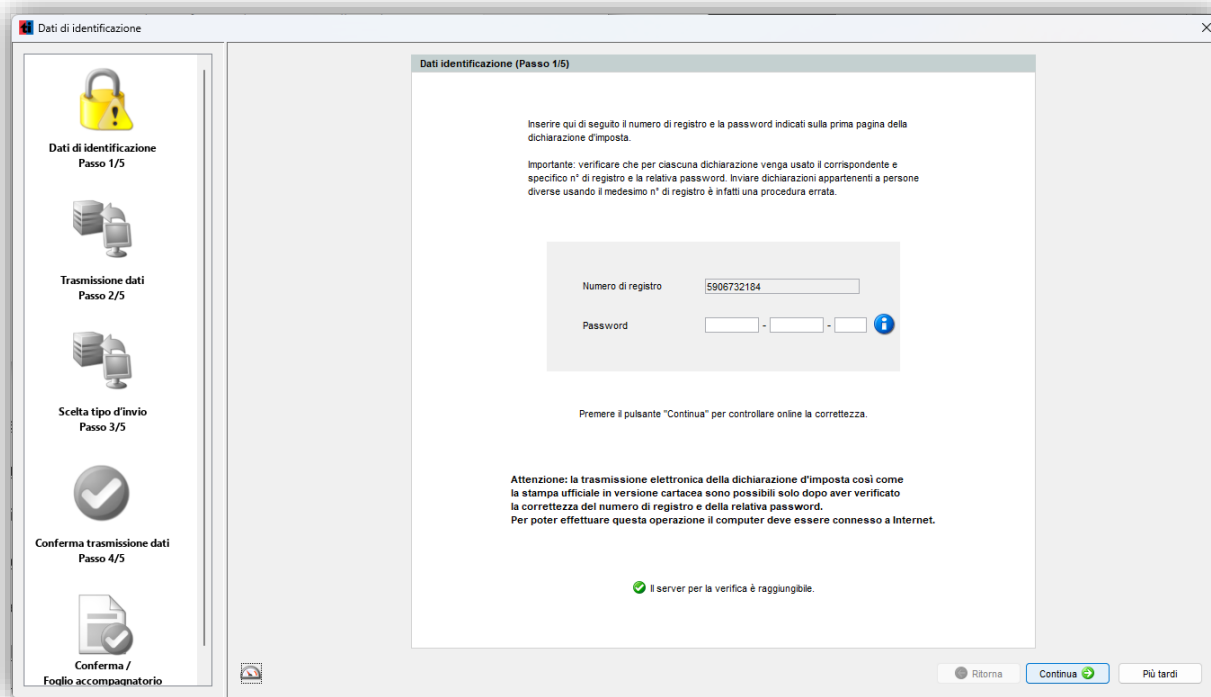 Dati di identificazione
Dati di identificazione
Passo 1/5
Trasmissione dati
Passo 2/5
Scelta tipo d'invio
Passo 3/5
Conferma trasmissione dati
Passo 4/5
Conferma /
Foglio accompagnatorio
Dati identificazione (Passo 1/5)
Inserire qui di seguito il numero di registro e la password indicati sulla prima pagina della
dichiarazione d'imposta.
Importante: verificare che per ciascuna dichiarazione venga usato il corrispondente e
specifico n° di registro e la relativa password. Inviare dichiarazioni appartenenti a persone
diverse usando il medesimo n° di registro è infatti una procedura errata.
Numero di registro 5906732184
Password - -
Premere il pulsante "Continua" per controllare online la correttezza.
Attenzione: la trasmissione elettronica della dichiarazione d'imposta così come
la stampa ufficiale in versione cartacea sono possibili solo dopo aver verificato
la correttezza del numero di registro e della relativa password.
Per poter effettuare questa operazione il computer deve essere connesso a Internet.
Il server per la verifica è raggiungibile.
Ritorna Continua Più tardi